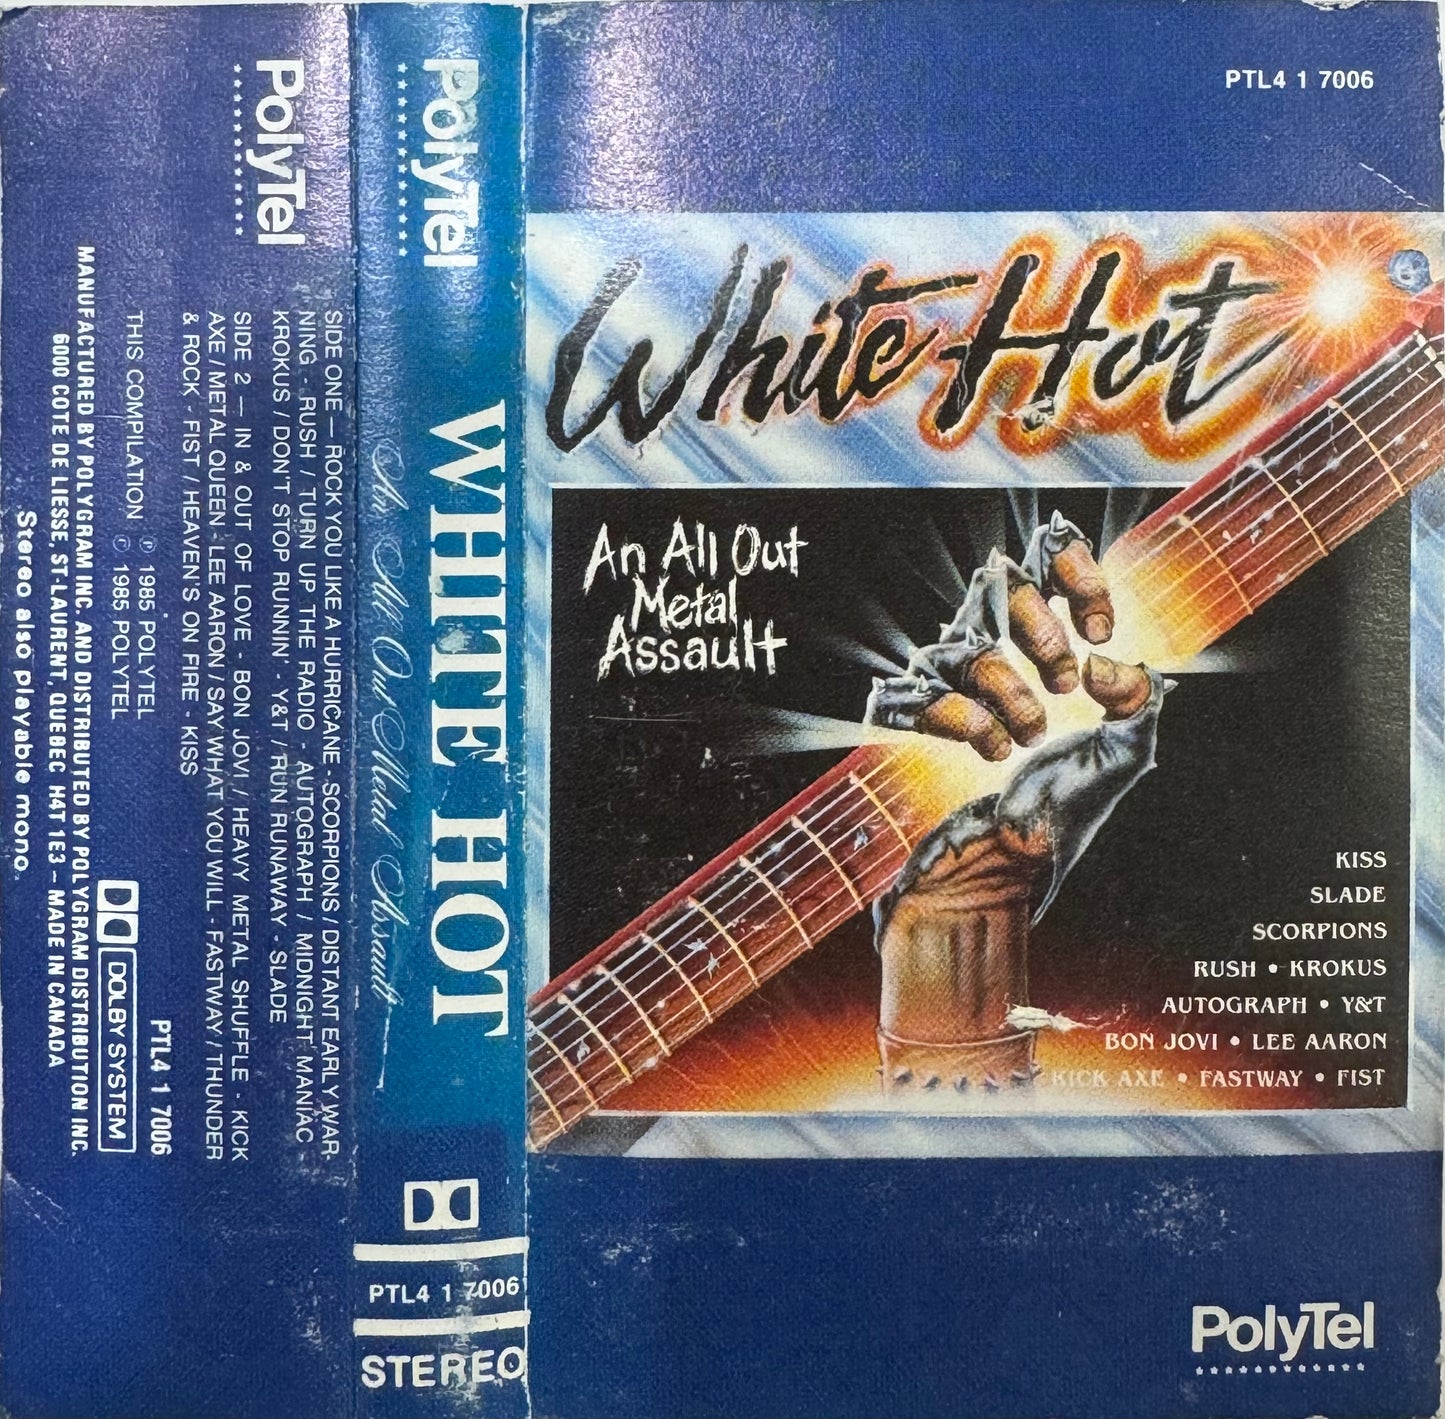 PolyTel
SIDE ONE — ROCK YOU LIKE A HURRICANE - SCORPIONS / DISTANT EARLY WAR-
NING - RUSH / TURN UP THE RADIO - AUTOGRAPH / MIDNIGHT MANIAC -
KROKUS / DON'T STOP RUNNIN' - Y&T / RUN RUNAWAY - SLADE
SIDE 2 — IN & OUT OF LOVE - BON JOVI / HEAVY METAL SHUFFLE - KICK
AXE / METAL QUEEN - LEE AARON / SAY WHAT YOU WILL - FASTWAY / THUNDER
& ROCK - FIST / HEAVEN'S ON FIRE - KISS
THIS COMPILATION ℗ 1985 POLYTEL
© 1985 POLYTEL
DOLBY SYSTEM
PTL4 1 7006
MANUFACTURED BY POLYGRAM INC. AND DISTRIBUTED BY POLYGRAM DISTRIBUTION INC.
6000 COTE DE LIESSE, ST-LAURENT, QUEBEC H4T 1E3 – MADE IN CANADA
Stereo also playable mono.
PolyTel
WHITE HOT
An All Out Metal Assault
PTL4 1 7006
STEREO
PTL4 1 7006
White Hot
An All Out
Metal
Assault
KISS
SLADE
SCORPIONS
RUSH • KROKUS
AUTOGRAPH • Y&T
BON JOVI • LEE AARON
KICK AXE • FASTWAY • FIST
PolyTel